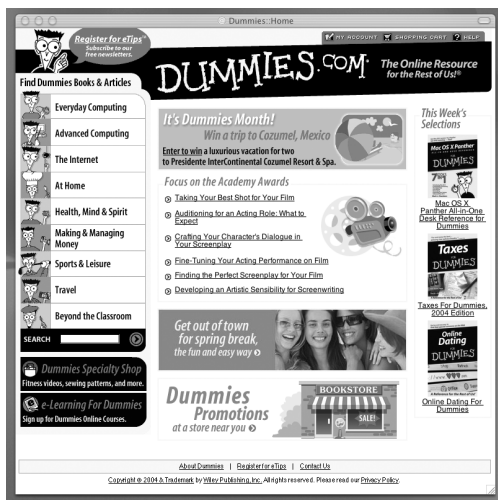 Dummies::Home
Register for eTips
Subscribe to our
free newsletters.
MY ACCOUNT
SHOPPING CART
? HELP
DUMMIES.COM
The Online Resource
for the Rest of Us!®
Find Dummies Books & Articles
Everyday Computing
Advanced Computing
The Internet
At Home
Health, Mind & Spirit
Making & Managing
Money
Sports & Leisure
Travel
Beyond the Classroom
SEARCH
Dummies Specialty Shop
Fitness videos, sewing patterns, and more.
e-Learning For Dummies
Sign up for Dummies Online Courses.
It's Dummies Month!
Win a trip to Cozumel, Mexico
Enter to win a luxurious vacation for two
to Presidente InterContinental Cozumel Resort & Spa.
Focus on the Academy Awards
Taking Your Best Shot for Your Film
Auditioning for an Acting Role: What to
Expect
Crafting Your Character's Dialogue in
Your Screenplay
Fine-Tuning Your Acting Performance on Film
Finding the Perfect Screenplay for Your Film
Developing an Artistic Sensibility for Screenwriting
Get out of town
for spring break,
the fun and easy way
Dummies
Promotions
at a store near you
BOOKSTORE
SALE!
This Week's
Selections
Mac OS X Panther
DUMMIES
Mac OS X
Panther All-in-One
Desk Reference for
Dummies
Taxes
DUMMIES
Taxes For Dummies,
2004 Edition
Online
Dating
DUMMIES
Online Dating For
Dummies
About Dummies | Register for eTips | Contact Us
Copyright © 2004 & Trademark by Wiley Publishing, Inc. All rights reserved. Please read our Privacy Policy.